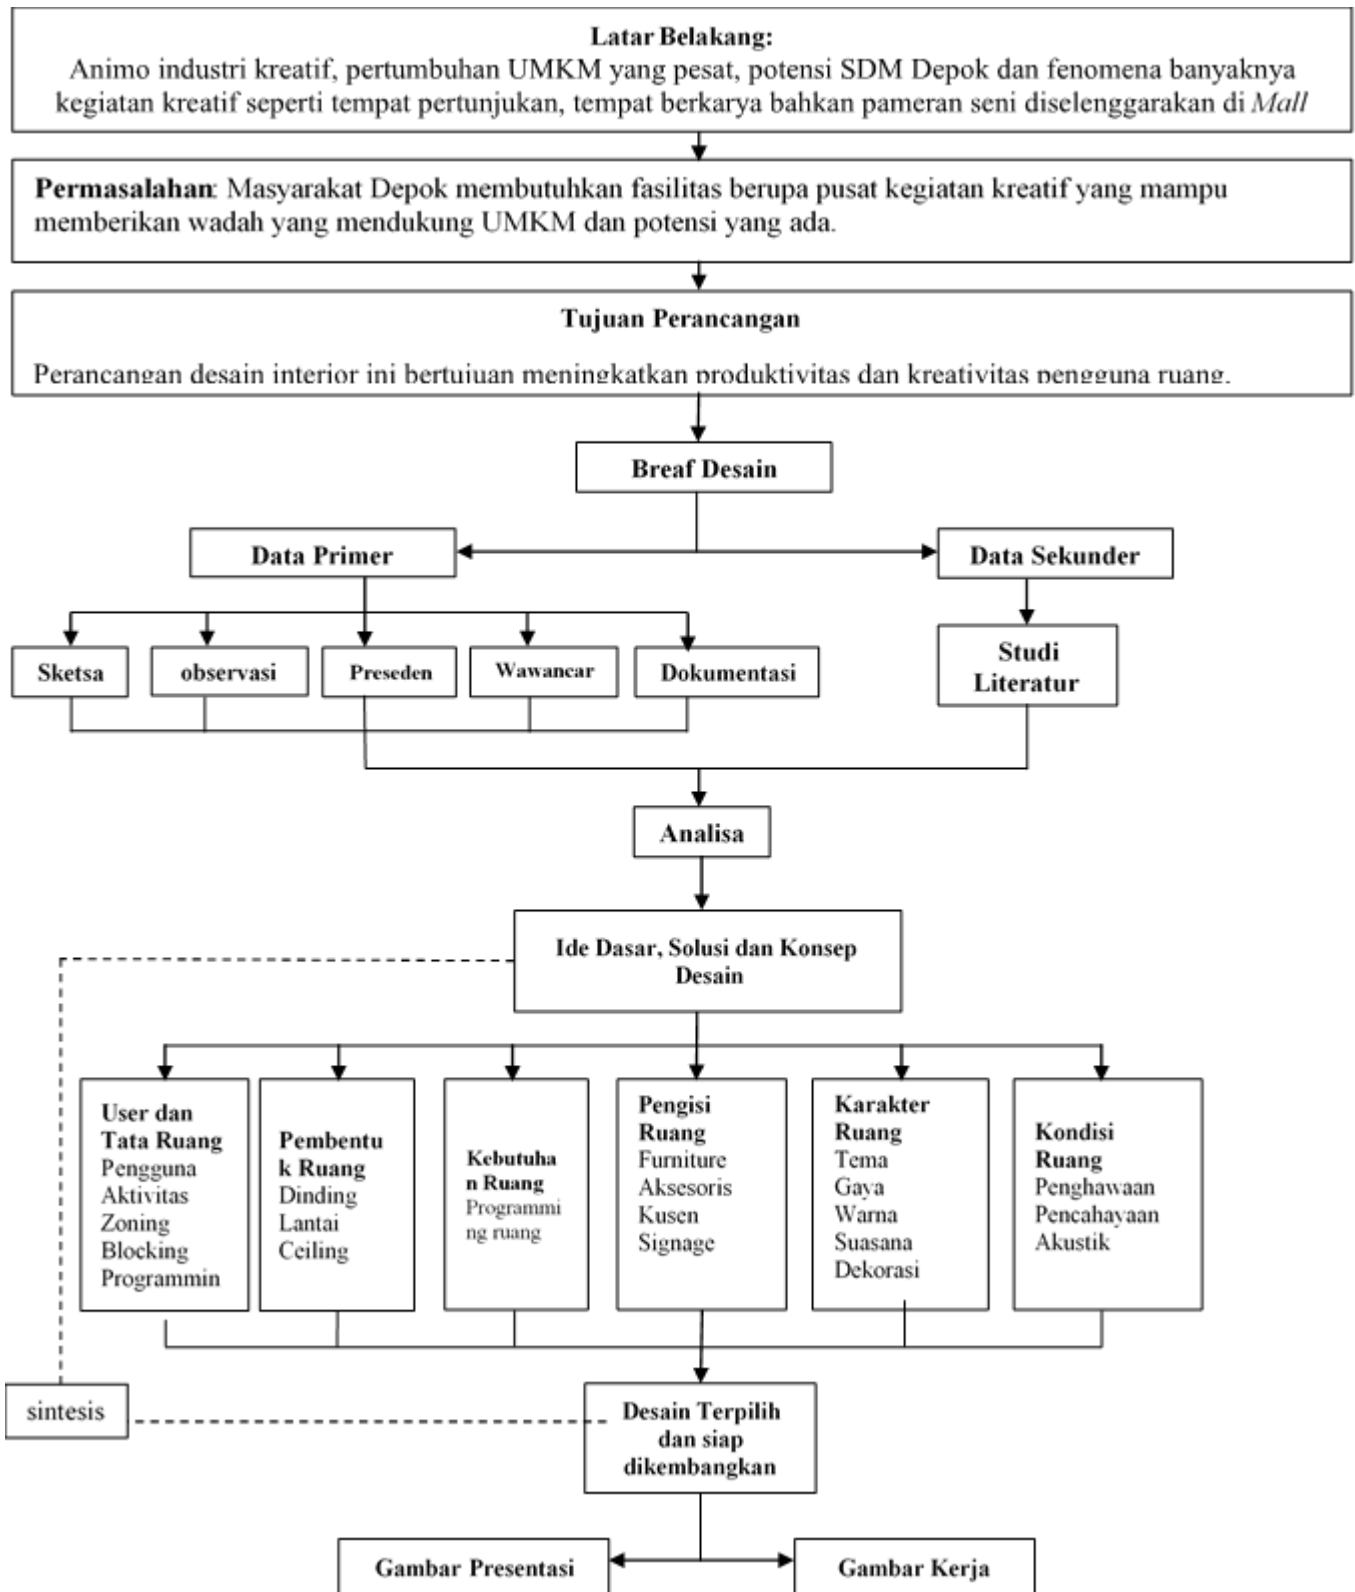 Latar Belakang:
Animo industri kreatif, pertumbuhan UMKM yang pesat, potensi SDM Depok dan fenomena banyaknya
kegiatan kreatif seperti tempat pertunjukan, tempat berkarya bahkan pameran seni diselenggarakan di Mall
Permasalahan: Masyarakat Depok membutuhkan fasilitas berupa pusat kegiatan kreatif yang mampu
memberikan wadah yang mendukung UMKM dan potensi yang ada.
Tujuan Perancangan
Perancangan desain interior ini bertujuan meningkatkan produktivitas dan kreativitas pengguna ruang.
Breaf Desain
Data Primer
Data Sekunder
Sketsa
observasi
Preseden
Wawancar
Dokumentasi
Studi
Literatur
Analisa
Ide Dasar, Solusi dan Konsep
Desain
User dan
Tata Ruang
Pengguna
Aktivitas
Zoning
Blocking
Programmin
Pembentu
k Ruang
Dinding
Lantai
Ceiling
Kebutuha
n Ruang
Programmi
ng ruang
Pengisi
Ruang
Furniture
Aksesoris
Kusen
Signage
Karakter
Ruang
Tema
Gaya
Warna
Suasana
Dekorasi
Kondisi
Ruang
Penghawaan
Pencahayaan
Akustik
sintesis
Desain Terpilih
dan siap
dikembangkan
Gambar Presentasi
Gambar Kerja